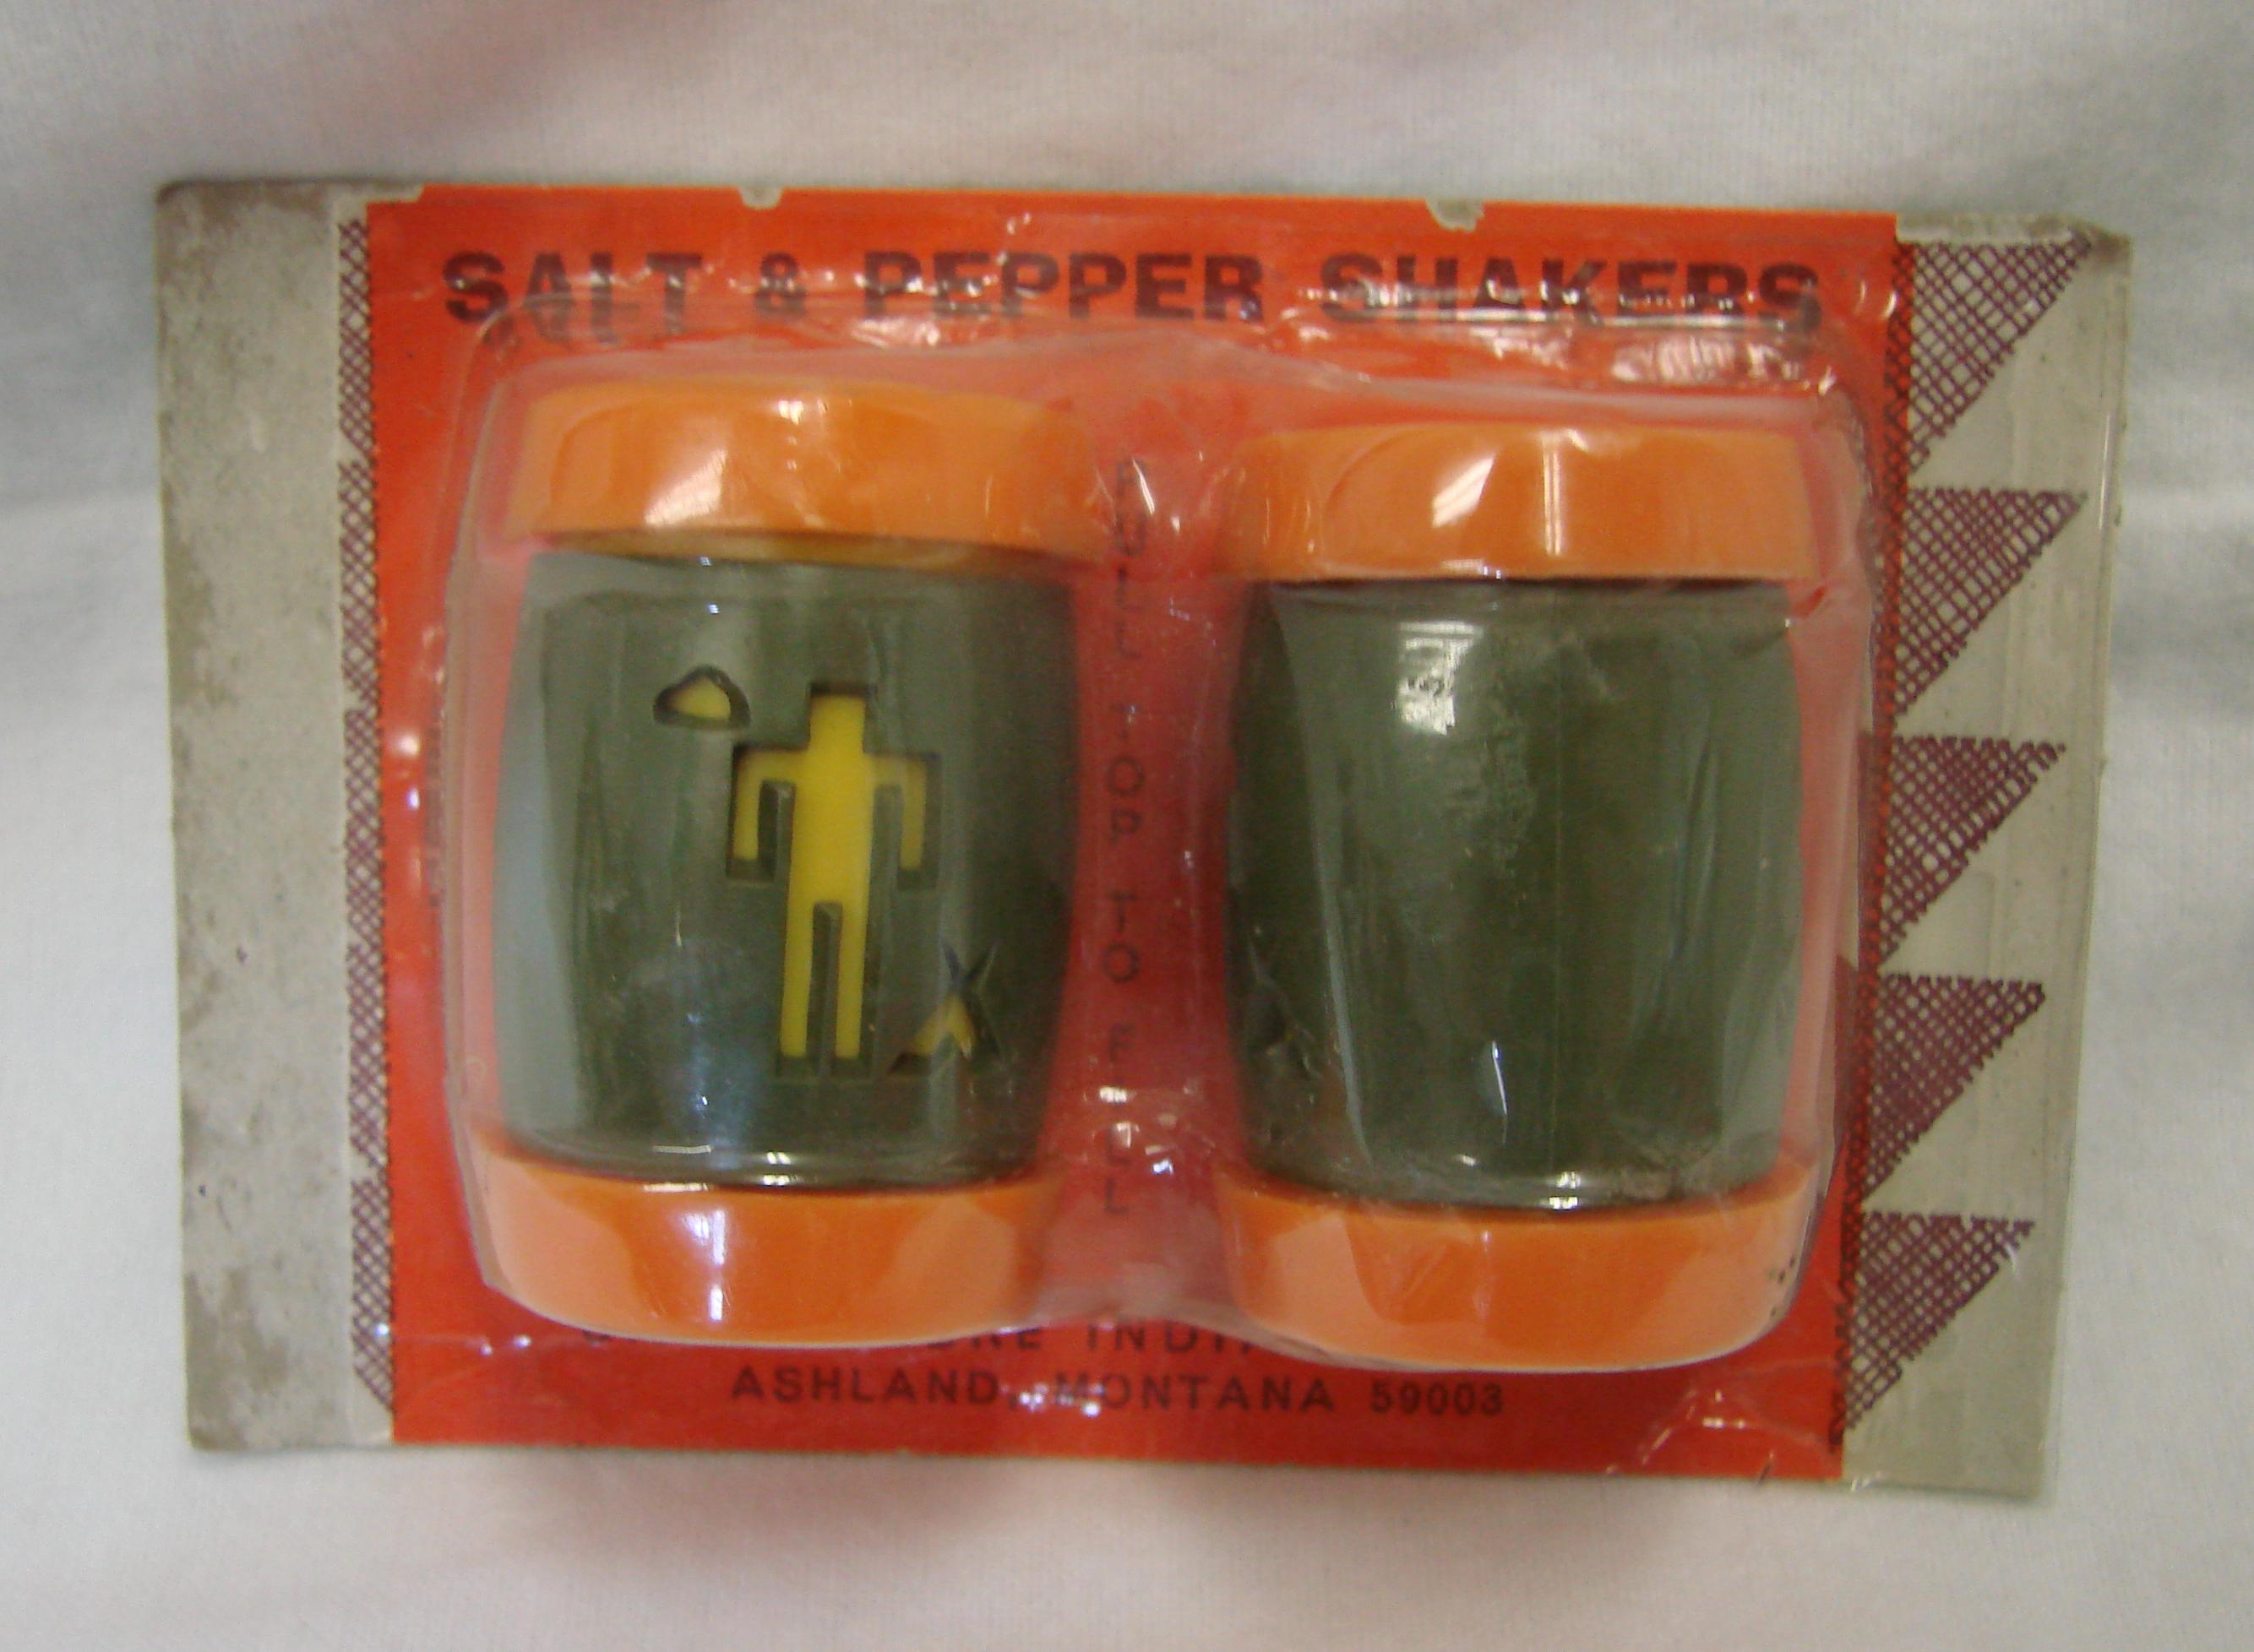 SALT & PEPPER SHAKERS
PULL TOP TO FILL
ASHLAND, MONTANA 59003